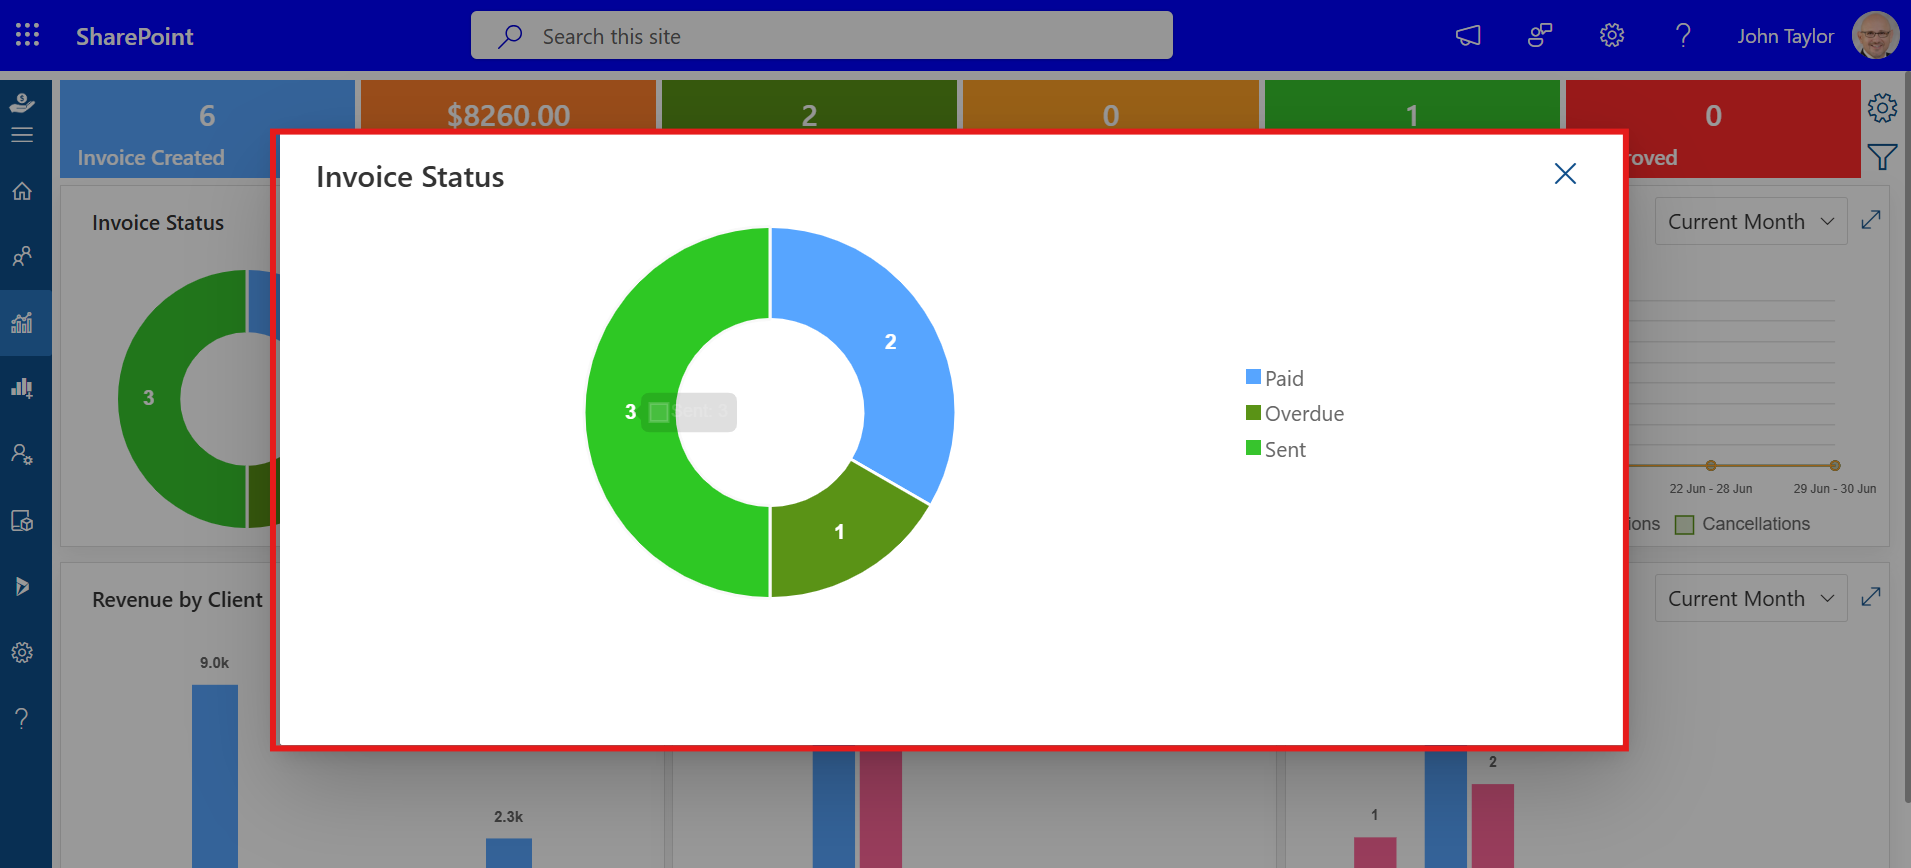 SharePoint
Search this site
John Taylor
6
$8260.00
2
0
1
0
Invoice Created
roved
Invoice Status
Invoice Status
Current Month
2
3
Sent: 3
1
Paid
Overdue
Sent
3
22 Jun - 28 Jun
29 Jun - 30 Jun
ions
Cancellations
Revenue by Client
Current Month
9.0k
2.3k
2
1